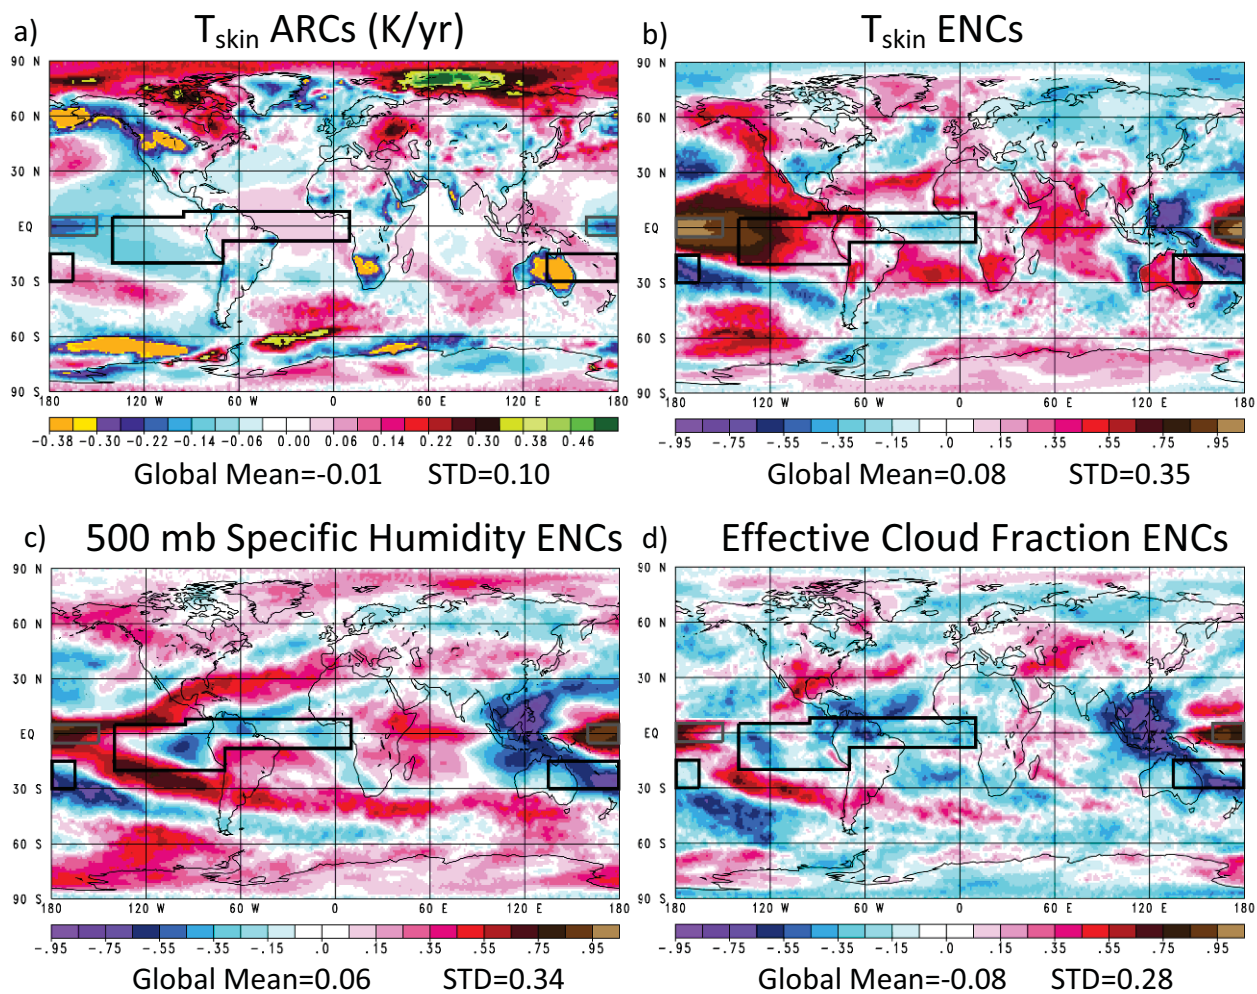 a) T_skin ARCs (K/yr)
90 N
60 N
30 N
EQ
30 S
60 S
90 S
180 120 W 60 W 0 60 E 120 E 180
-0.38 -0.30 -0.22 -0.14 -0.06 0.00 0.06 0.14 0.22 0.30 0.38 0.46
Global Mean=-0.01 STD=0.10
b) T_skin ENCs
90 N
60 N
30 N
EQ
30 S
60 S
90 S
180 120 W 60 W 0 60 E 120 E 180
-.95 -.75 -.55 -.35 -.15 .0 .15 .35 .55 .75 .95
Global Mean=0.08 STD=0.35
c) 500 mb Specific Humidity ENCs
90 N
60 N
30 N
EQ
30 S
60 S
90 S
180 120 W 60 W 0 60 E 120 E 180
-.95 -.75 -.55 -.35 -.15 .0 .15 .35 .55 .75 .95
Global Mean=0.06 STD=0.34
d) Effective Cloud Fraction ENCs
90 N
60 N
30 N
EQ
30 S
60 S
90 S
180 120 W 60 W 0 60 E 120 E 180
-.95 -.75 -.55 -.35 -.15 .0 .15 .35 .55 .75 .95
Global Mean=-0.08 STD=0.28